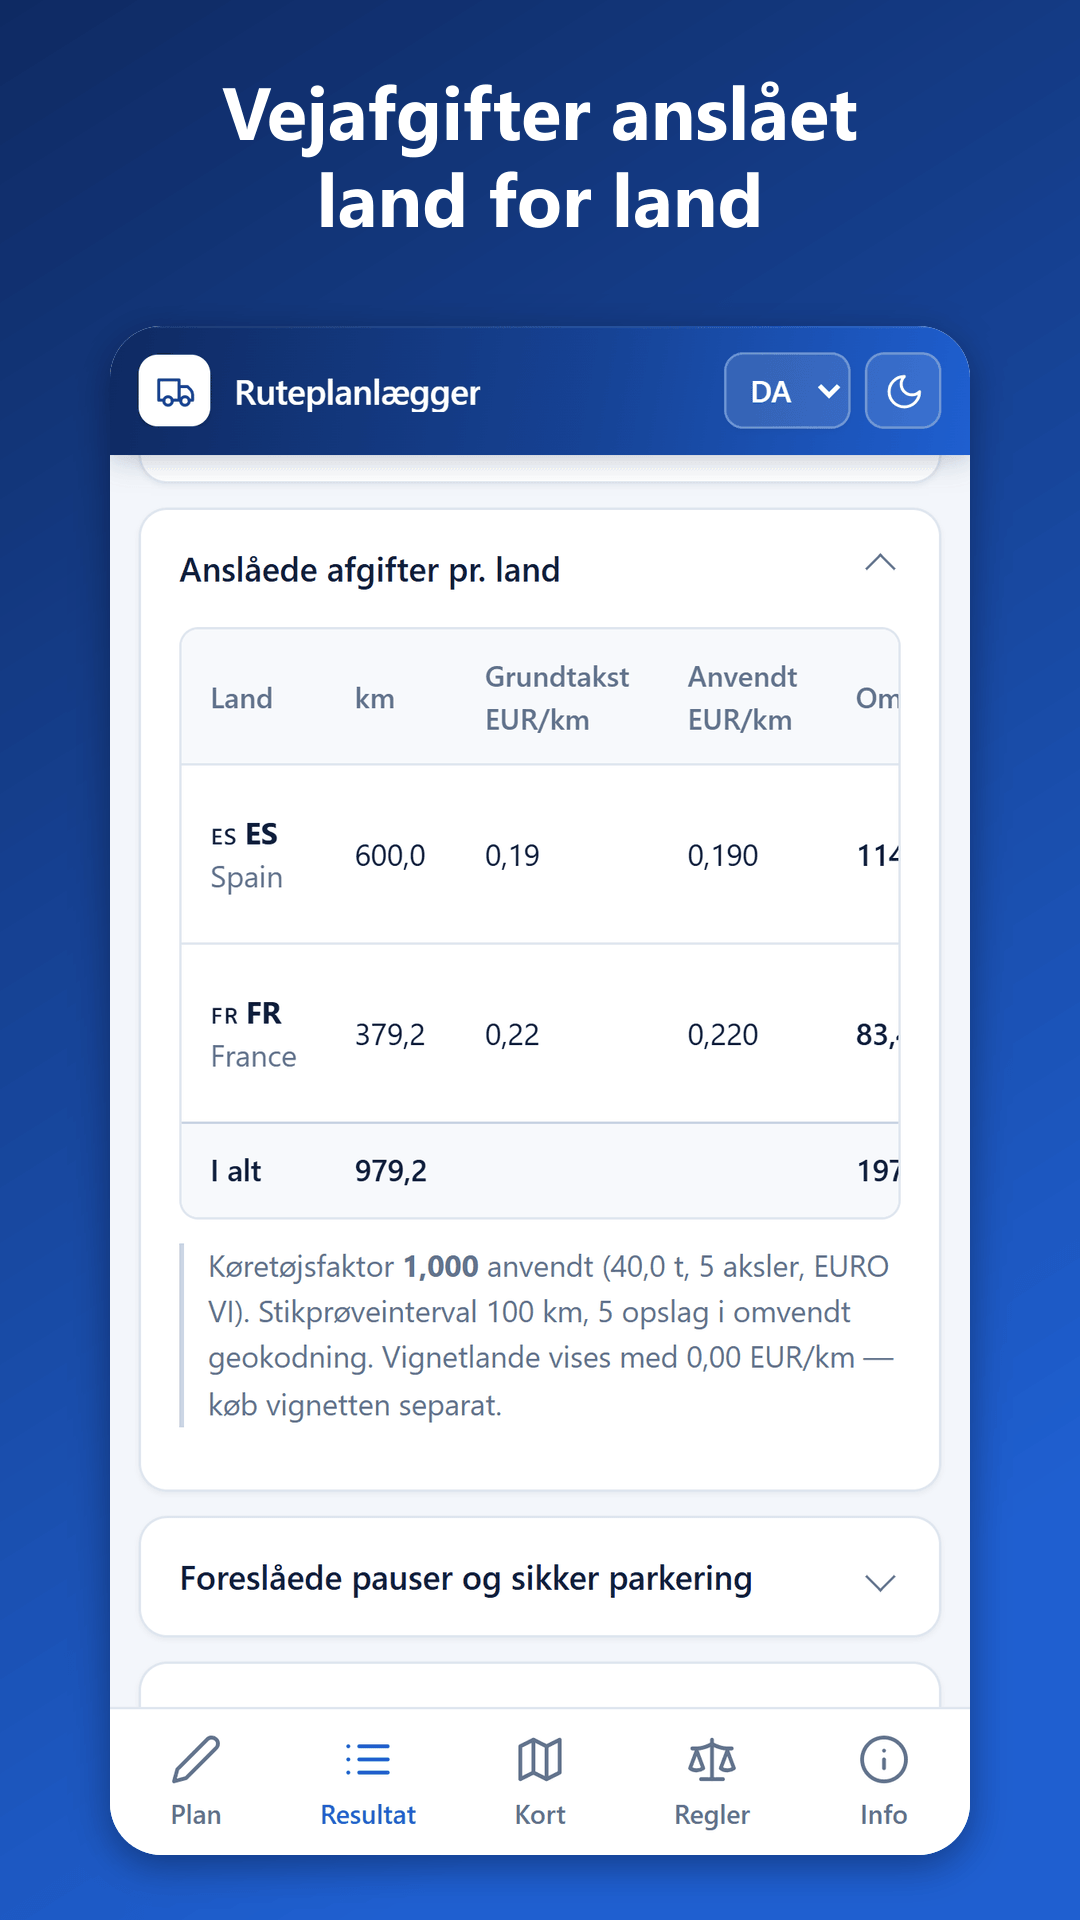 Vejafgifter anslået
land for land
Ruteplanlægger
DA
Anslåede afgifter pr. land
Land km Grundtakst EUR/km Anvendt EUR/km
ES ES Spain 600,0 0,19 0,190 114
FR FR France 379,2 0,22 0,220 83,
I alt 979,2 197
Køretøjsfaktor 1,000 anvendt (40,0 t, 5 aksler, EURO
VI). Stikprøveinterval 100 km, 5 opslag i omvendt
geokodning. Vignetlande vises med 0,00 EUR/km —
køb vignetten separat.
Foreslåede pauser og sikker parkering
Plan Resultat Kort Regler Info